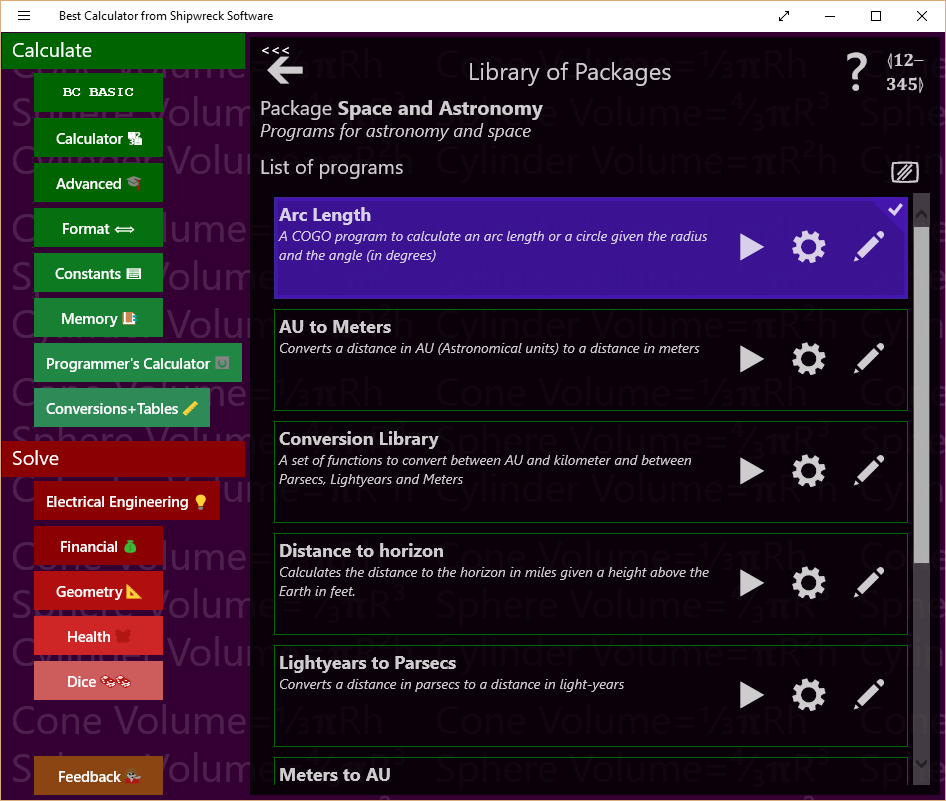 Best Calculator from Shipwreck Software
Calculate
BC BASIC
Calculator
Advanced
Format
Constants
Memory
Programmer's Calculator
Conversions+Tables
Solve
Electrical Engineering
Financial
Geometry
Health
Dice
Feedback
<<<
Library of Packages
?
(12–
345)
Package Space and Astronomy
Programs for astronomy and space
List of programs
Arc Length
A COGO program to calculate an arc length or a circle given the radius
and the angle (in degrees)
AU to Meters
Converts a distance in AU (Astronomical units) to a distance in meters
Conversion Library
A set of functions to convert between AU and kilometer and between
Parsecs, Lightyears and Meters
Distance to horizon
Calculates the distance to the horizon in miles given a height above the
Earth in feet.
Lightyears to Parsecs
Converts a distance in parsecs to a distance in light-years
Meters to AU